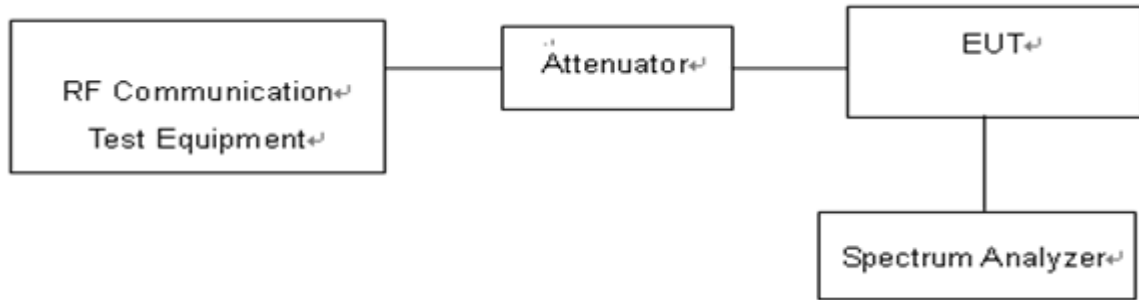 RF Communication↵
Test Equipment↵
Attenuator↵
EUT↵
Spectrum Analyzer↵